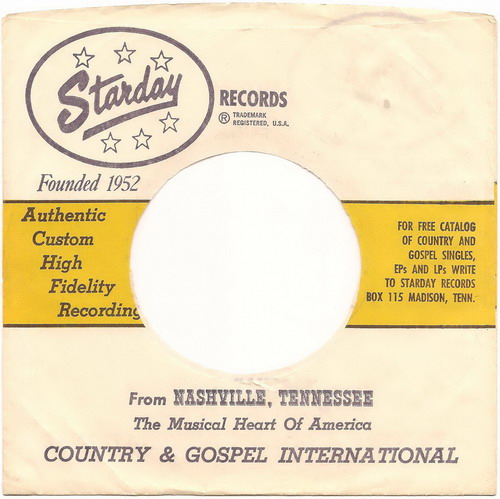 Starday
RECORDS
® TRADEMARK
REGISTERED, U.S.A.
Founded 1952
Authentic
Custom
High
Fidelity
Recording
FOR FREE CATALOG
OF COUNTRY AND
GOSPEL SINGLES,
EPs AND LPs WRITE
TO STARDAY RECORDS
BOX 115 MADISON, TENN.
From NASHVILLE, TENNESSEE
The Musical Heart Of America
COUNTRY & GOSPEL INTERNATIONAL